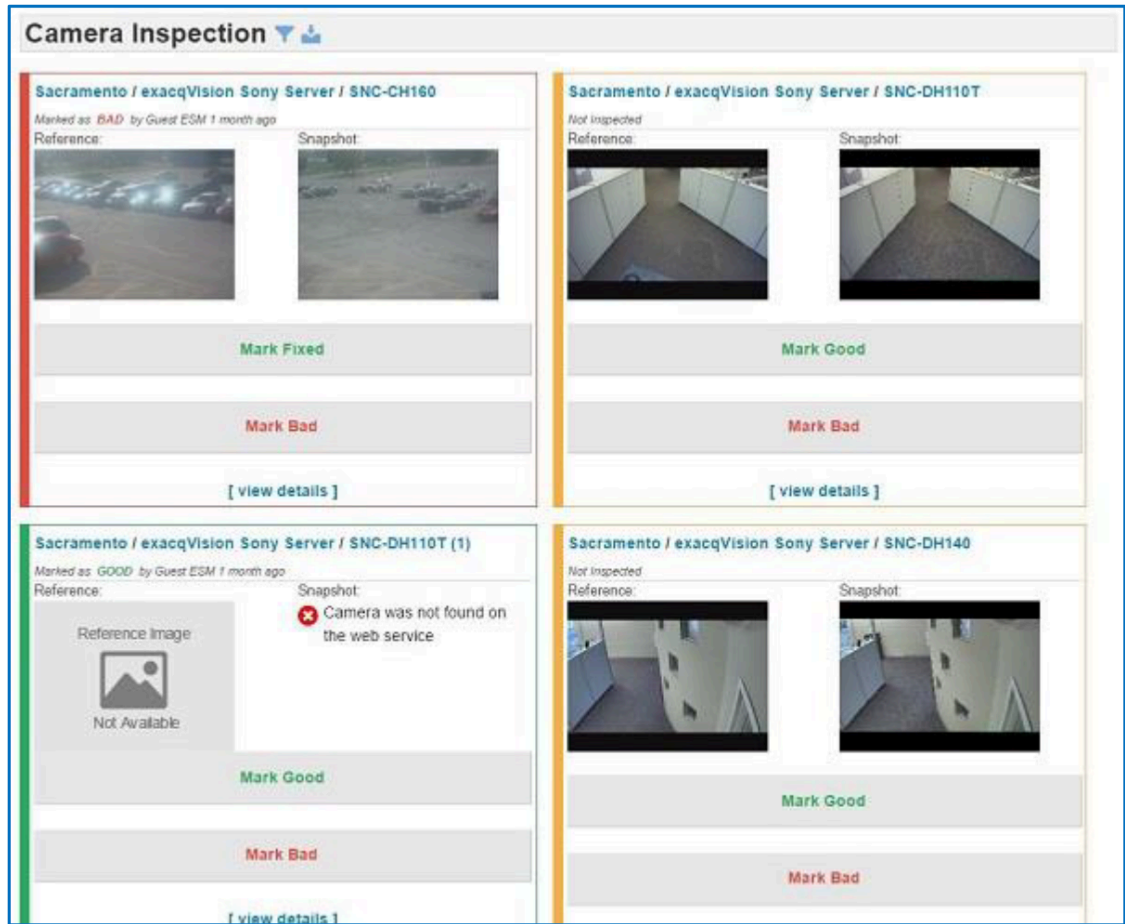 Camera Inspection
Sacramento / exacqVision Sony Server / SNC-CH160
Marked as BAD by Guest ESM 1 month ago
Reference:
Snapshot:
Mark Fixed
Mark Bad
[ view details ]
Sacramento / exacqVision Sony Server / SNC-DH110T
Not Inspected
Reference:
Snapshot:
Mark Good
Mark Bad
[ view details ]
Sacramento / exacqVision Sony Server / SNC-DH110T (1)
Marked as GOOD by Guest ESM 1 month ago
Reference:
Reference Image
Not Available
Snapshot:
Camera was not found on
the web service
Mark Good
Mark Bad
[ view details ]
Sacramento / exacqVision Sony Server / SNC-DH140
Not Inspected
Reference:
Snapshot:
Mark Good
Mark Bad